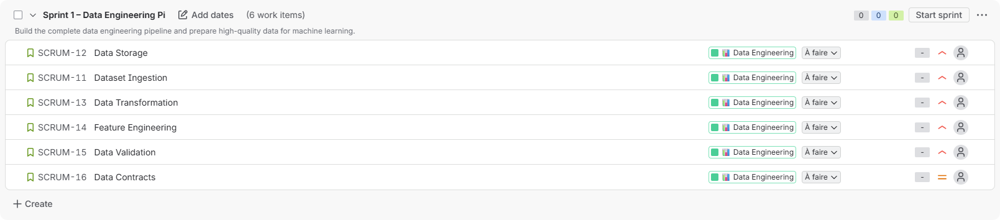 Sprint 1 – Data Engineering Pi Add dates (6 work items) 0 0 0 Start sprint
Build the complete data engineering pipeline and prepare high-quality data for machine learning.
SCRUM-12 Data Storage Data Engineering À faire -
SCRUM-11 Dataset Ingestion Data Engineering À faire -
SCRUM-13 Data Transformation Data Engineering À faire -
SCRUM-14 Feature Engineering Data Engineering À faire -
SCRUM-15 Data Validation Data Engineering À faire -
SCRUM-16 Data Contracts Data Engineering À faire -
Create